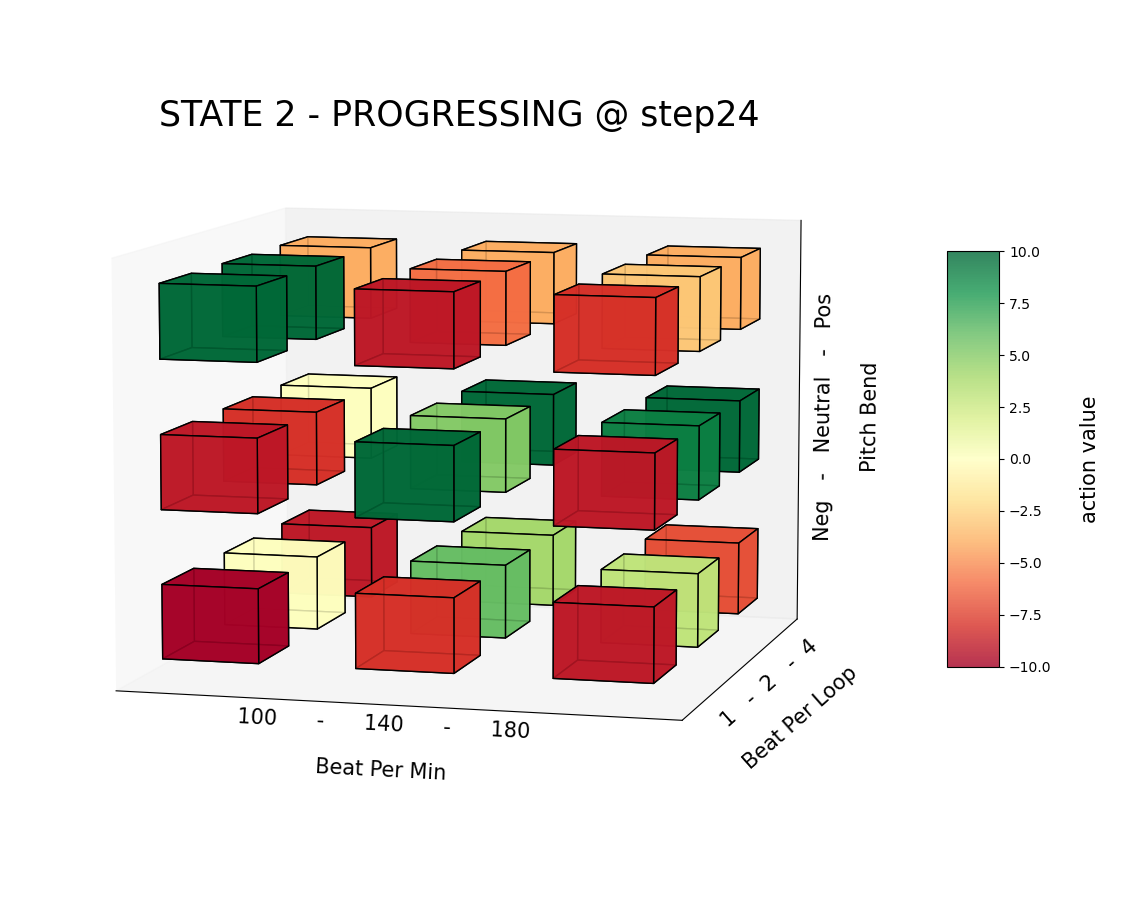 STATE 2 - PROGRESSING @ step24
Neg - Neutral - Pos
Pitch Bend
100 - 140 - 180
Beat Per Min
1 - 2 - 4
Beat Per Loop
10.0
7.5
5.0
2.5
0.0
−2.5
−5.0
−7.5
−10.0
action value